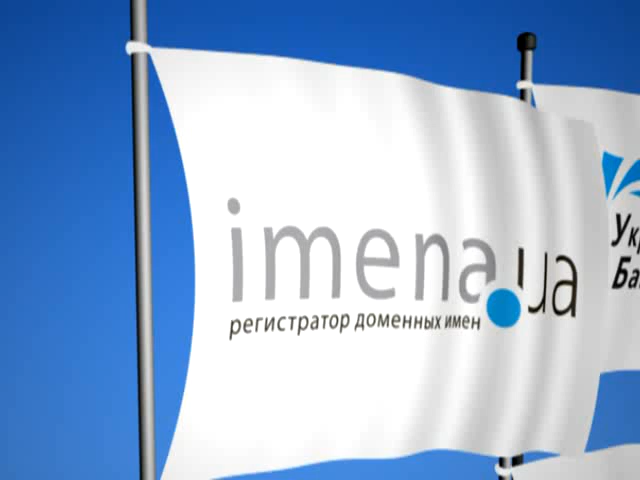 imena.ua
регистратор доменных имен